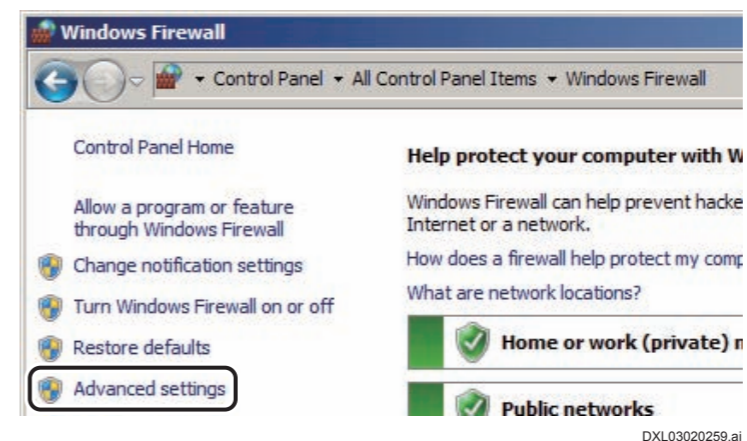 Windows Firewall
Control Panel ▾ All Control Panel Items ▾ Windows Firewall
Control Panel Home
Allow a program or feature
through Windows Firewall
Change notification settings
Turn Windows Firewall on or off
Restore defaults
Advanced settings
Help protect your computer with W
Windows Firewall can help prevent hacke
Internet or a network.
How does a firewall help protect my comp
What are network locations?
Home or work (private) n
Public networks
DXL03020259.ai